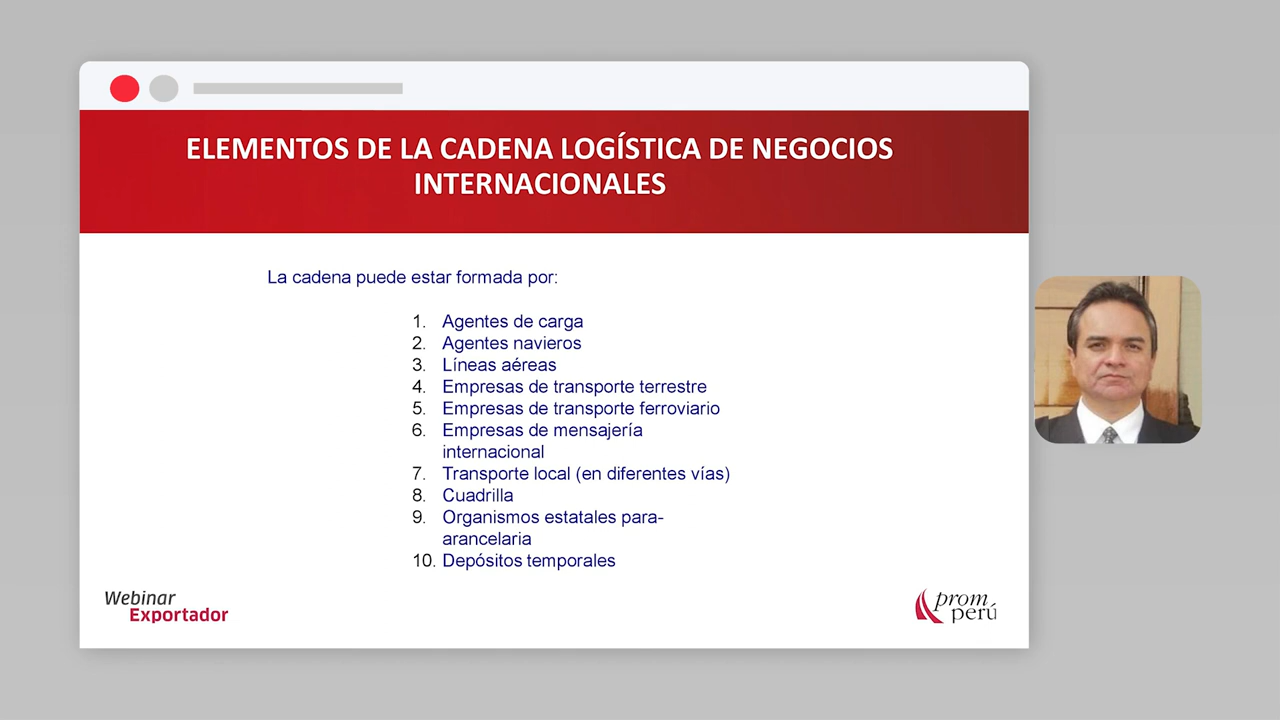 ELEMENTOS DE LA CADENA LOGÍSTICA DE NEGOCIOS
INTERNACIONALES
La cadena puede estar formada por:
1. Agentes de carga
2. Agentes navieros
3. Líneas aéreas
4. Empresas de transporte terrestre
5. Empresas de transporte ferroviario
6. Empresas de mensajería
internacional
7. Transporte local (en diferentes vías)
8. Cuadrilla
9. Organismos estatales para-
arancelaria
10. Depósitos temporales
Webinar
Exportador
prom
perú